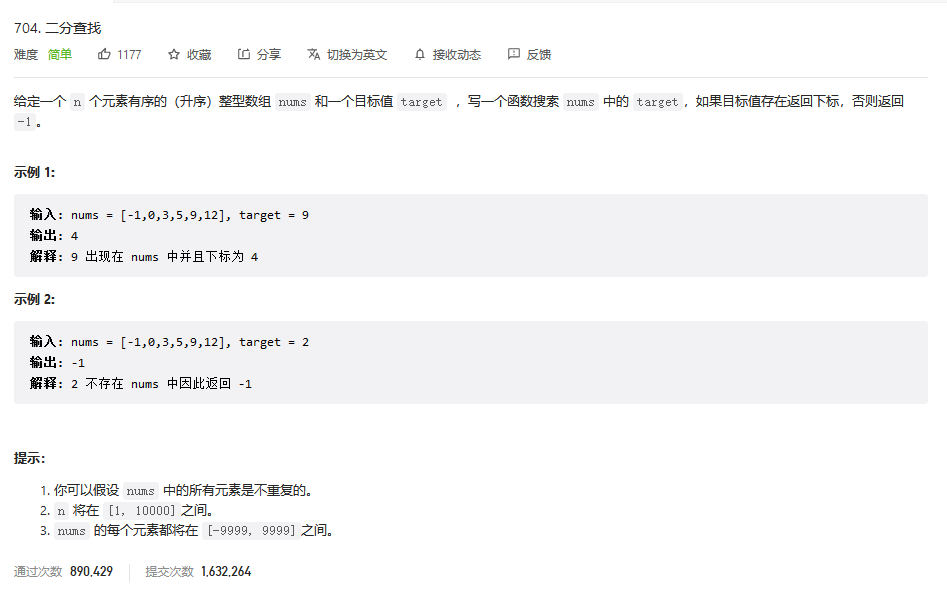 704. 二分查找
难度 简单 1177 收藏 分享 切换为英文 接收动态 反馈
给定一个 n 个元素有序的（升序）整型数组 nums 和一个目标值 target ，写一个函数搜索 nums 中的 target，如果目标值存在返回下标，否则返回
-1。
示例 1:
输入: nums = [-1,0,3,5,9,12], target = 9
输出: 4
解释: 9 出现在 nums 中并且下标为 4
示例 2:
输入: nums = [-1,0,3,5,9,12], target = 2
输出: -1
解释: 2 不存在 nums 中因此返回 -1
提示：
1. 你可以假设 nums 中的所有元素是不重复的。
2. n 将在 [1, 10000]之间。
3. nums 的每个元素都将在 [-9999, 9999]之间。
通过次数 890,429 提交次数 1,632,264